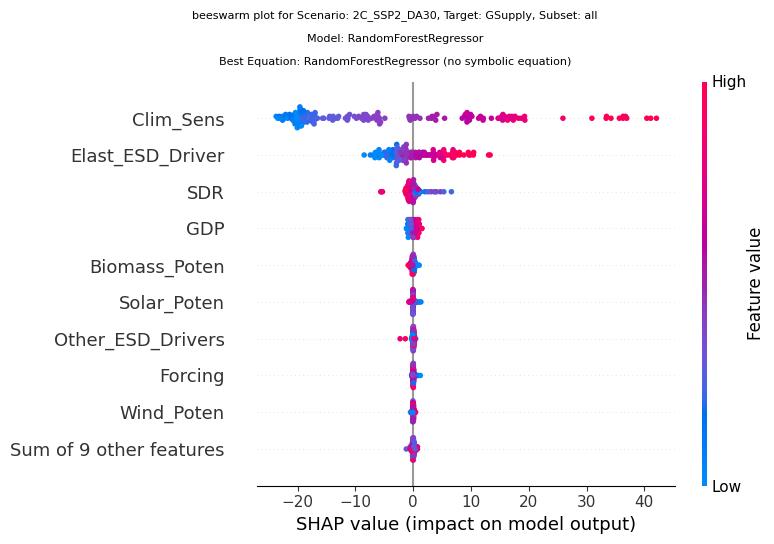 beeswarm plot for Scenario: 2C_SSP2_DA30, Target: GSupply, Subset: all
Model: RandomForestRegressor
Best Equation: RandomForestRegressor (no symbolic equation)
High
Clim_Sens
Elast_ESD_Driver
SDR
GDP
Biomass_Poten
Solar_Poten
Other_ESD_Drivers
Forcing
Wind_Poten
Sum of 9 other features
Feature value
Low
−20 −10 0 10 20 30 40
SHAP value (impact on model output)